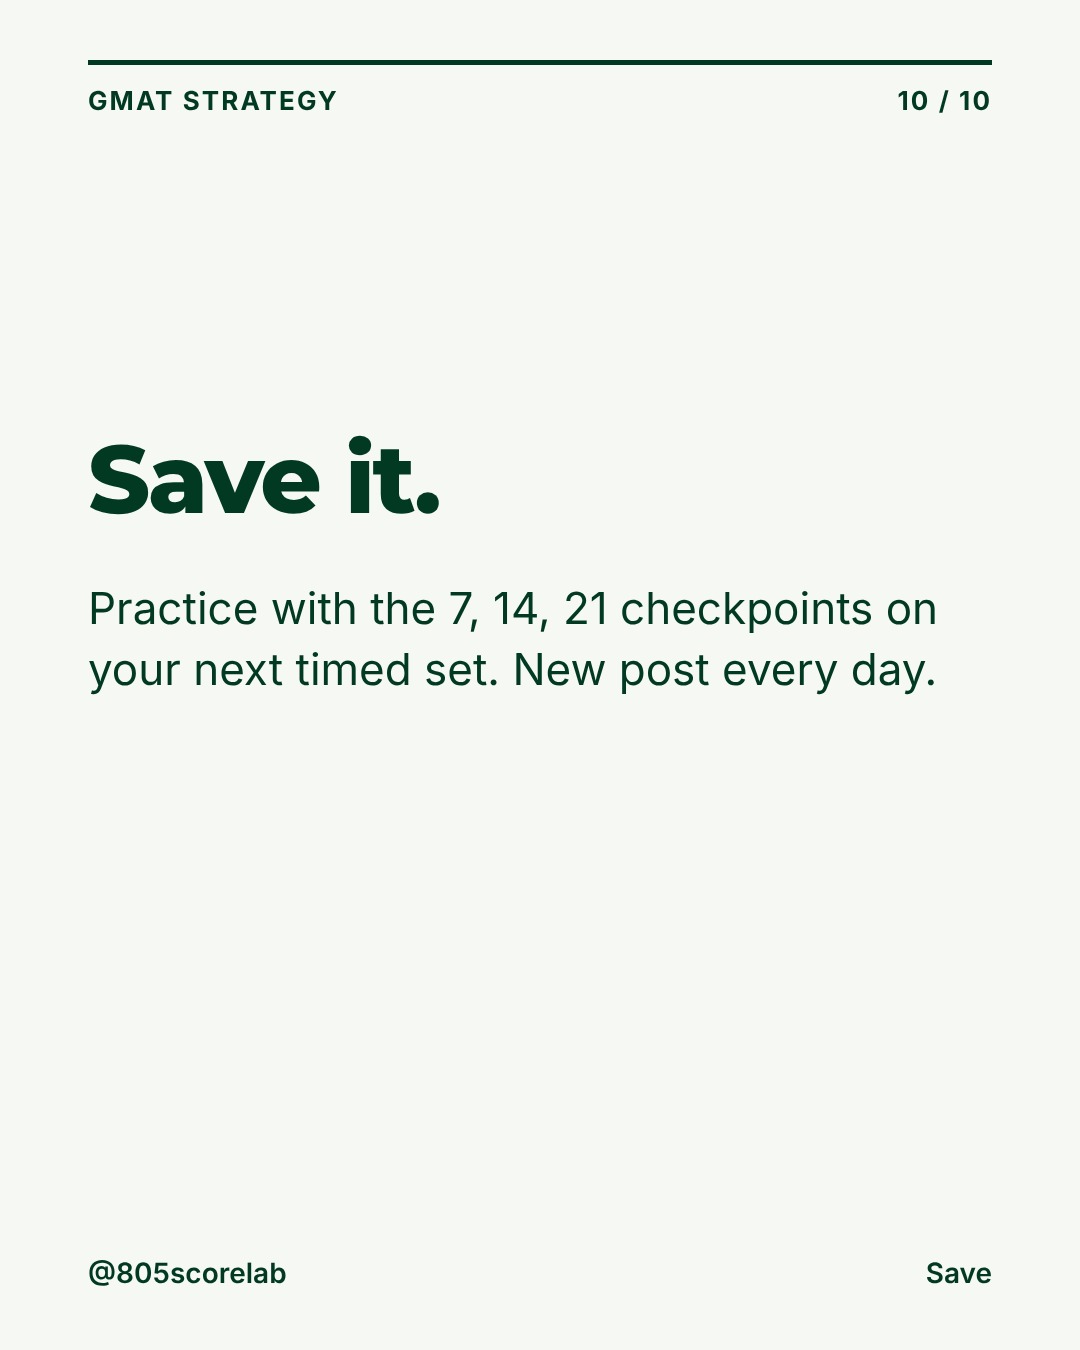 GMAT STRATEGY
10 / 10
Save it.
Practice with the 7, 14, 21 checkpoints on
your next timed set. New post every day.
@805scorelab
Save